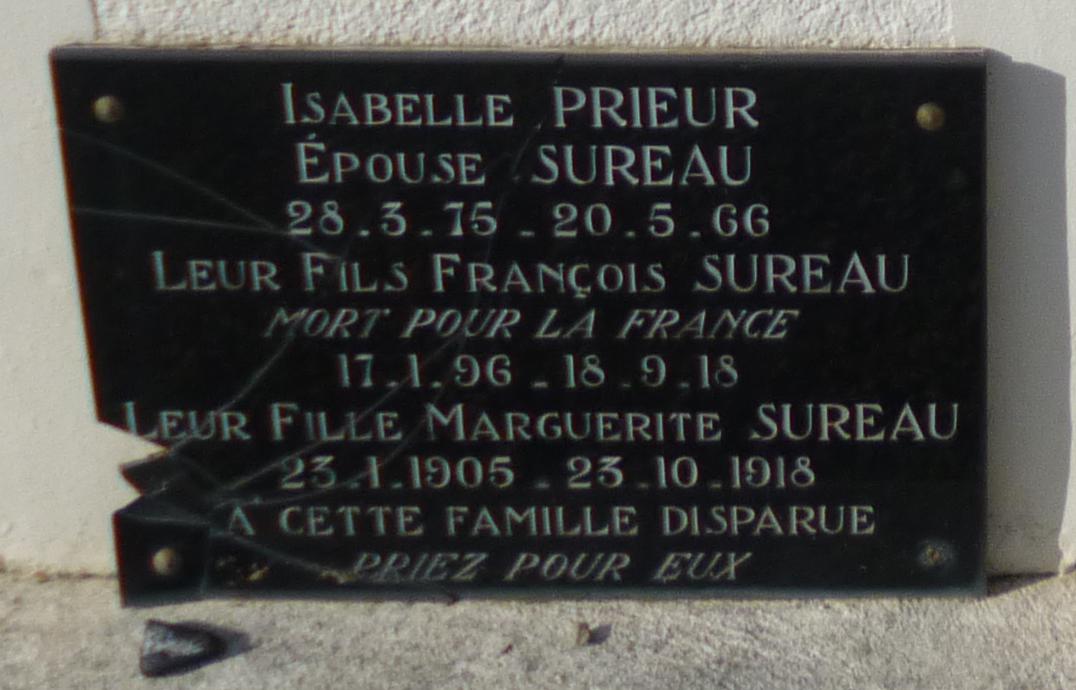 ISABELLE PRIEUR
ÉPOUSE SUREAU
28.3.75 - 20.5.66
LEUR FILS FRANÇOIS SUREAU
MORT POUR LA FRANCE
17.1.96 - 18.9.18
LEUR FILLE MARGUERITE SUREAU
23.1.1905 - 23.10.1918
A CETTE FAMILLE DISPARUE
PRIEZ POUR EUX